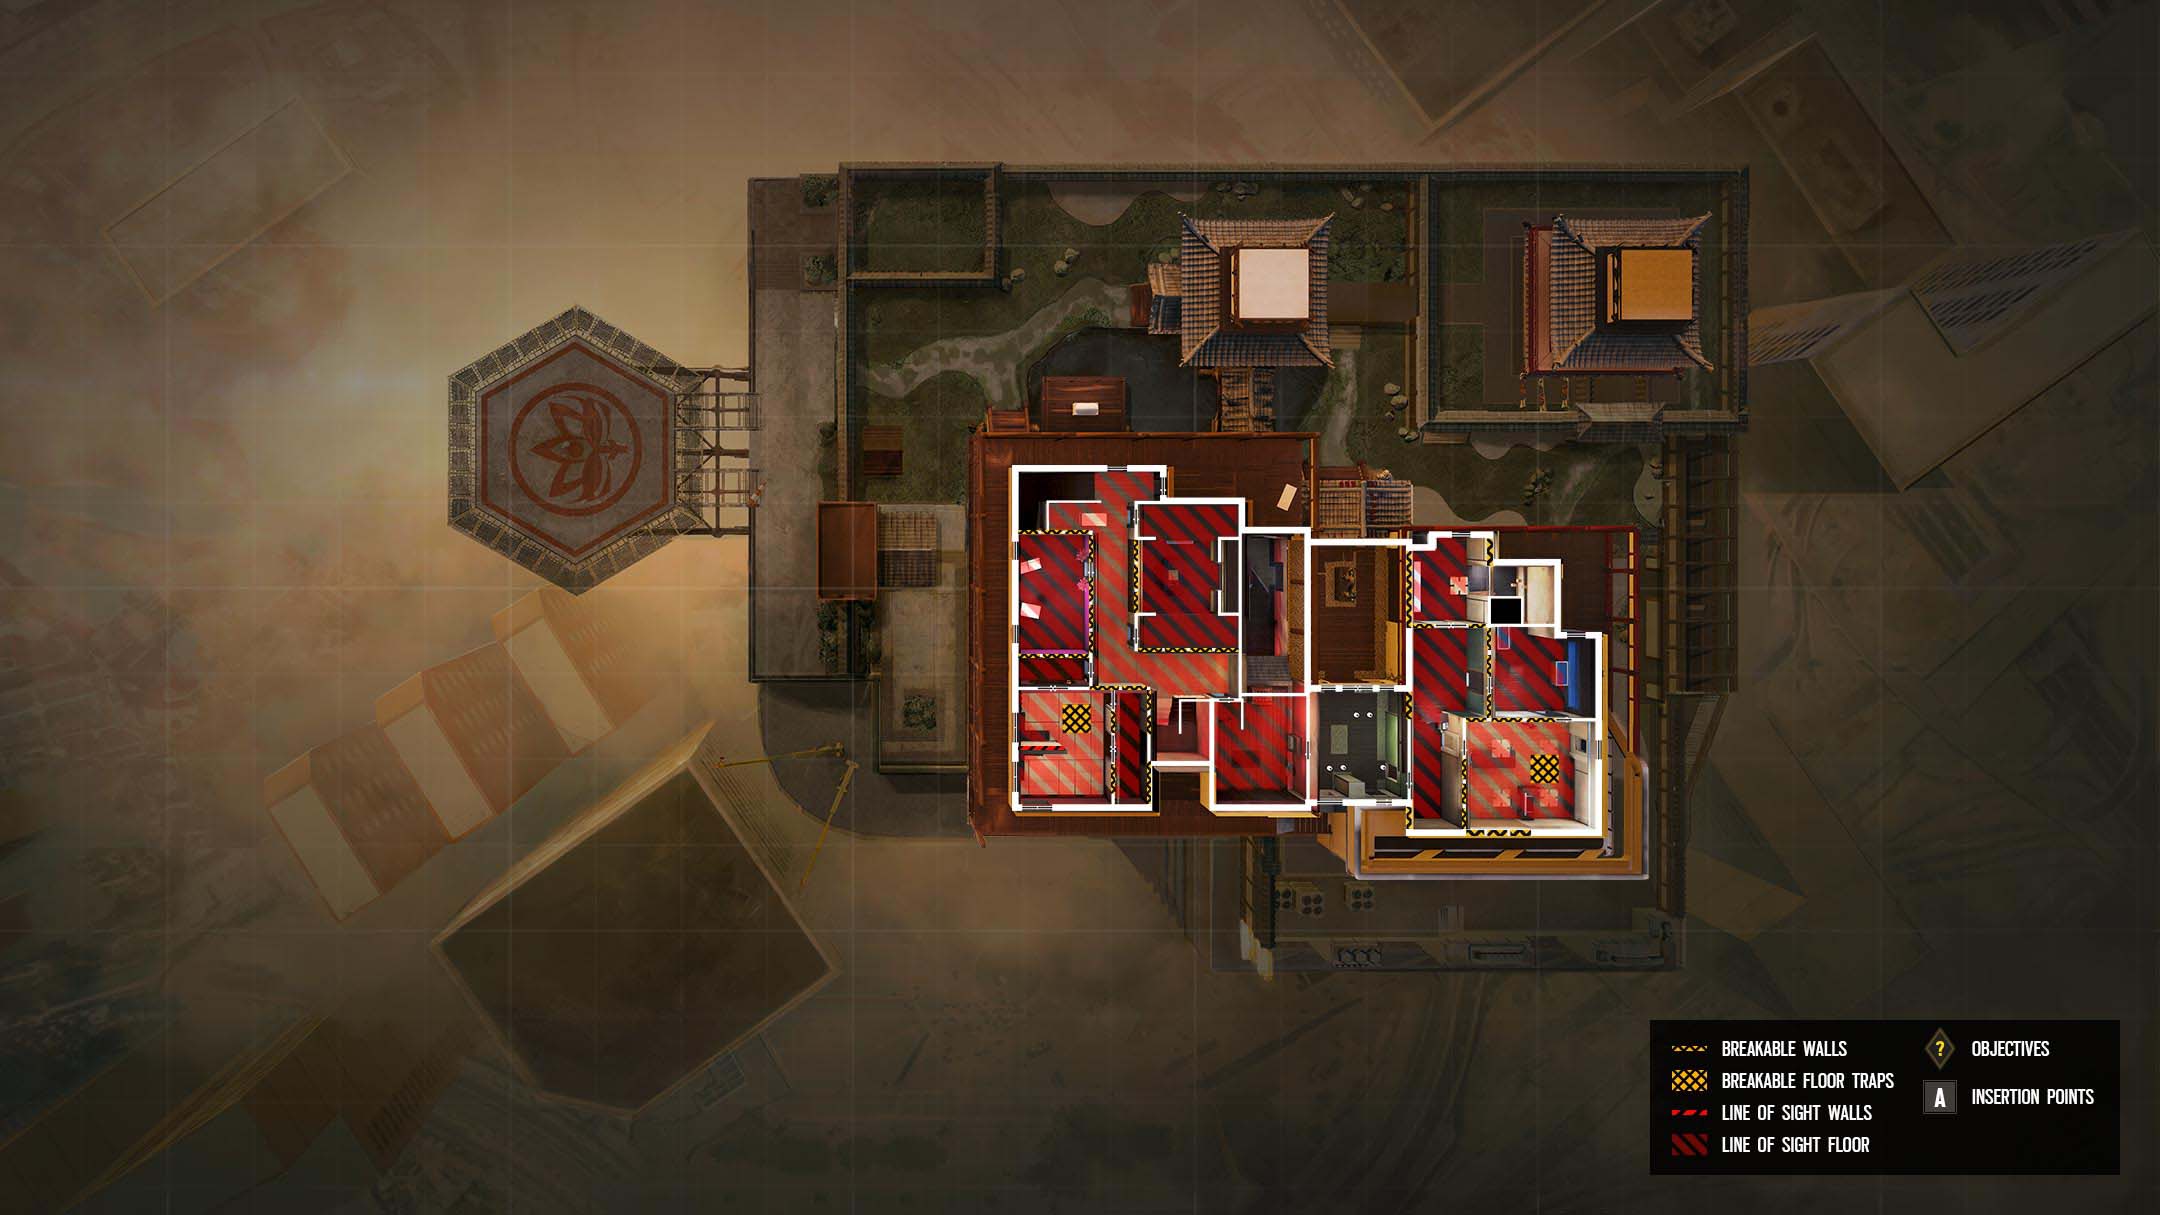 BREAKABLE WALLS
BREAKABLE FLOOR TRAPS
LINE OF SIGHT WALLS
LINE OF SIGHT FLOOR
? OBJECTIVES
A INSERTION POINTS